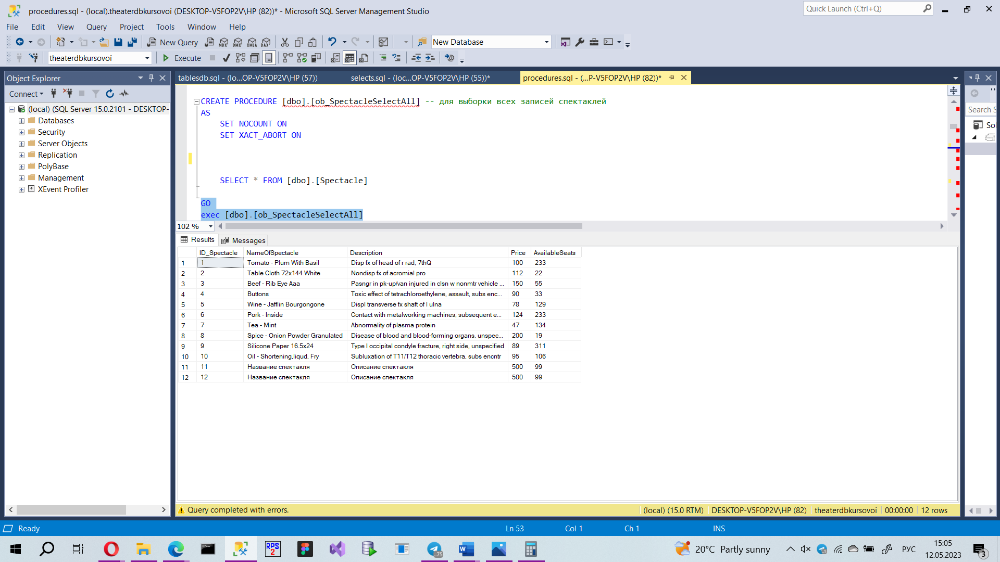 procedures.sql - (local).theaterdbkursovoi (DESKTOP-V5FOP2V\HP (82))* - Microsoft SQL Server Management Studio
Quick Launch (Ctrl+Q)
File Edit View Query Project Tools Window Help
New Query MDX DMX XMLA DAX New Database
theaterdbkursovoi Execute
Object Explorer
tablesdb.sql - (lo...OP-V5FOP2V\HP (57)) selects.sql - (loc...OP-V5FOP2V\HP (55))* procedures.sql - (...P-V5FOP2V\HP (82))*
Connect
(local) (SQL Server 15.0.2101 - DESKTOP-
Databases
Security
Server Objects
Replication
PolyBase
Management
XEvent Profiler
CREATE PROCEDURE [dbo].[ob_SpectacleSelectAll] -- для выборки всех записей спектаклей
AS
SET NOCOUNT ON
SET XACT_ABORT ON
SELECT * FROM [dbo].[Spectacle]
GO
exec [dbo].[ob_SpectacleSelectAll]
Search S
Sol
102 %
Results Messages
ID_Spectacle NameOfSpectacle Description Price AvailableSeats
1 1 Tomato - Plum With Basil Disp fx of head of r rad, 7thQ 100 233
2 2 Table Cloth 72x144 White Nondisp fx of acromial pro 112 22
3 3 Beef - Rib Eye Aaa Pasngr in pk-up/van injured in clsn w nonmtr vehicle ... 150 55
4 4 Buttons Toxic effect of tetrachloroethylene, assault, subs enc... 90 33
5 5 Wine - Jafflin Bourgongone Displ transverse fx shaft of l ulna 78 129
6 6 Pork - Inside Contact with metalworking machines, subsequent e... 124 233
7 7 Tea - Mint Abnormality of plasma protein 47 134
8 8 Spice - Onion Powder Granulated Disease of blood and blood-forming organs, unspec... 200 19
9 9 Silicone Paper 16.5x24 Type I occipital condyle fracture, right side, unspecified 89 311
10 10 Oil - Shortening,liqud, Fry Subluxation of T11/T12 thoracic vertebra, subs encntr 95 106
11 11 Название спектакля Описание спектакля 500 99
12 12 Название спектакля Описание спектакля 500 99
Query completed with errors. (local) (15.0 RTM) DESKTOP-V5FOP2V\HP (82) theaterdbkursovoi 00:00:00 12 rows
Ready Ln 53 Col 1 Ch 1 INS
RPS 2
20°C Partly sunny
РУС
15:05
12.05.2023
3